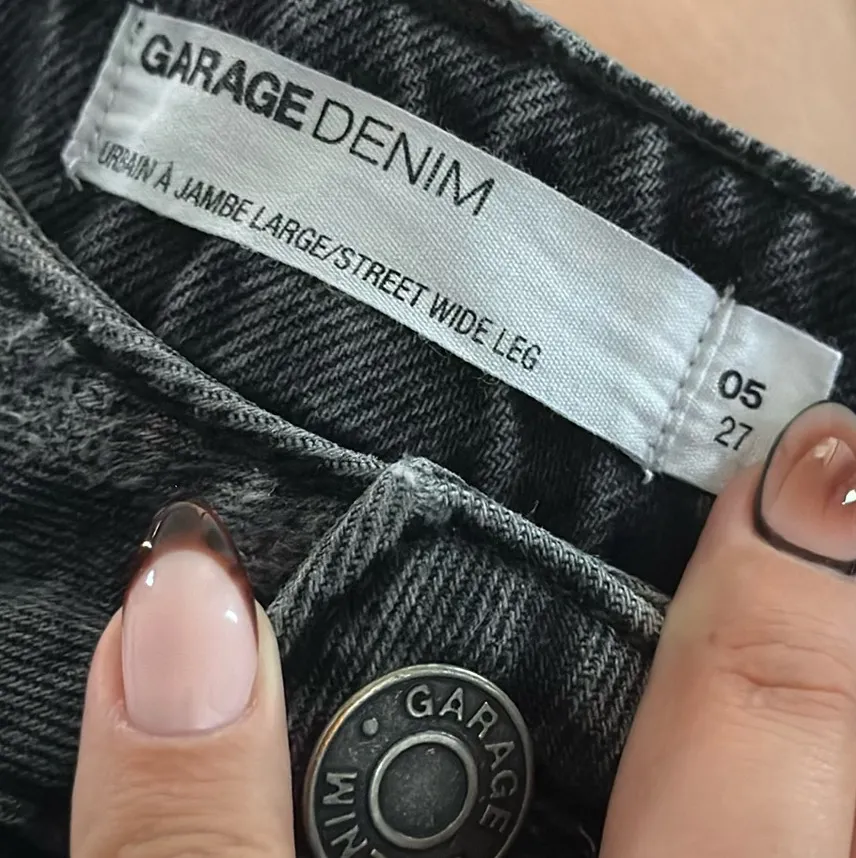 GARAGE DENIM
URBAIN À JAMBE LARGE/STREET WIDE LEG
05
27
GARAGE
DENIM